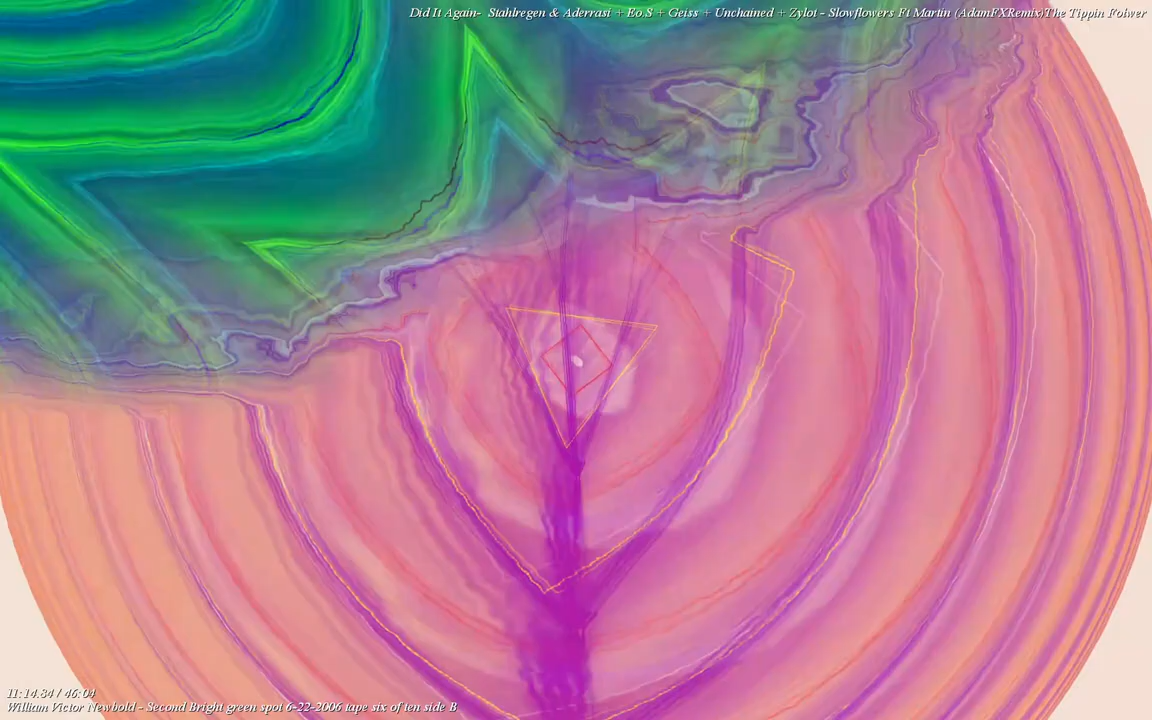 Did It Again- Stahlregen & Aderrasi + Eo.S + Geiss + Unchained + Zylot - Slowflowers Ft Martin (AdamFXRemix)The Tippin Folwer
11:14.84 / 46:04
William Victor Newbold - Second Bright green spot 6-22-2006 tape six of ten side B